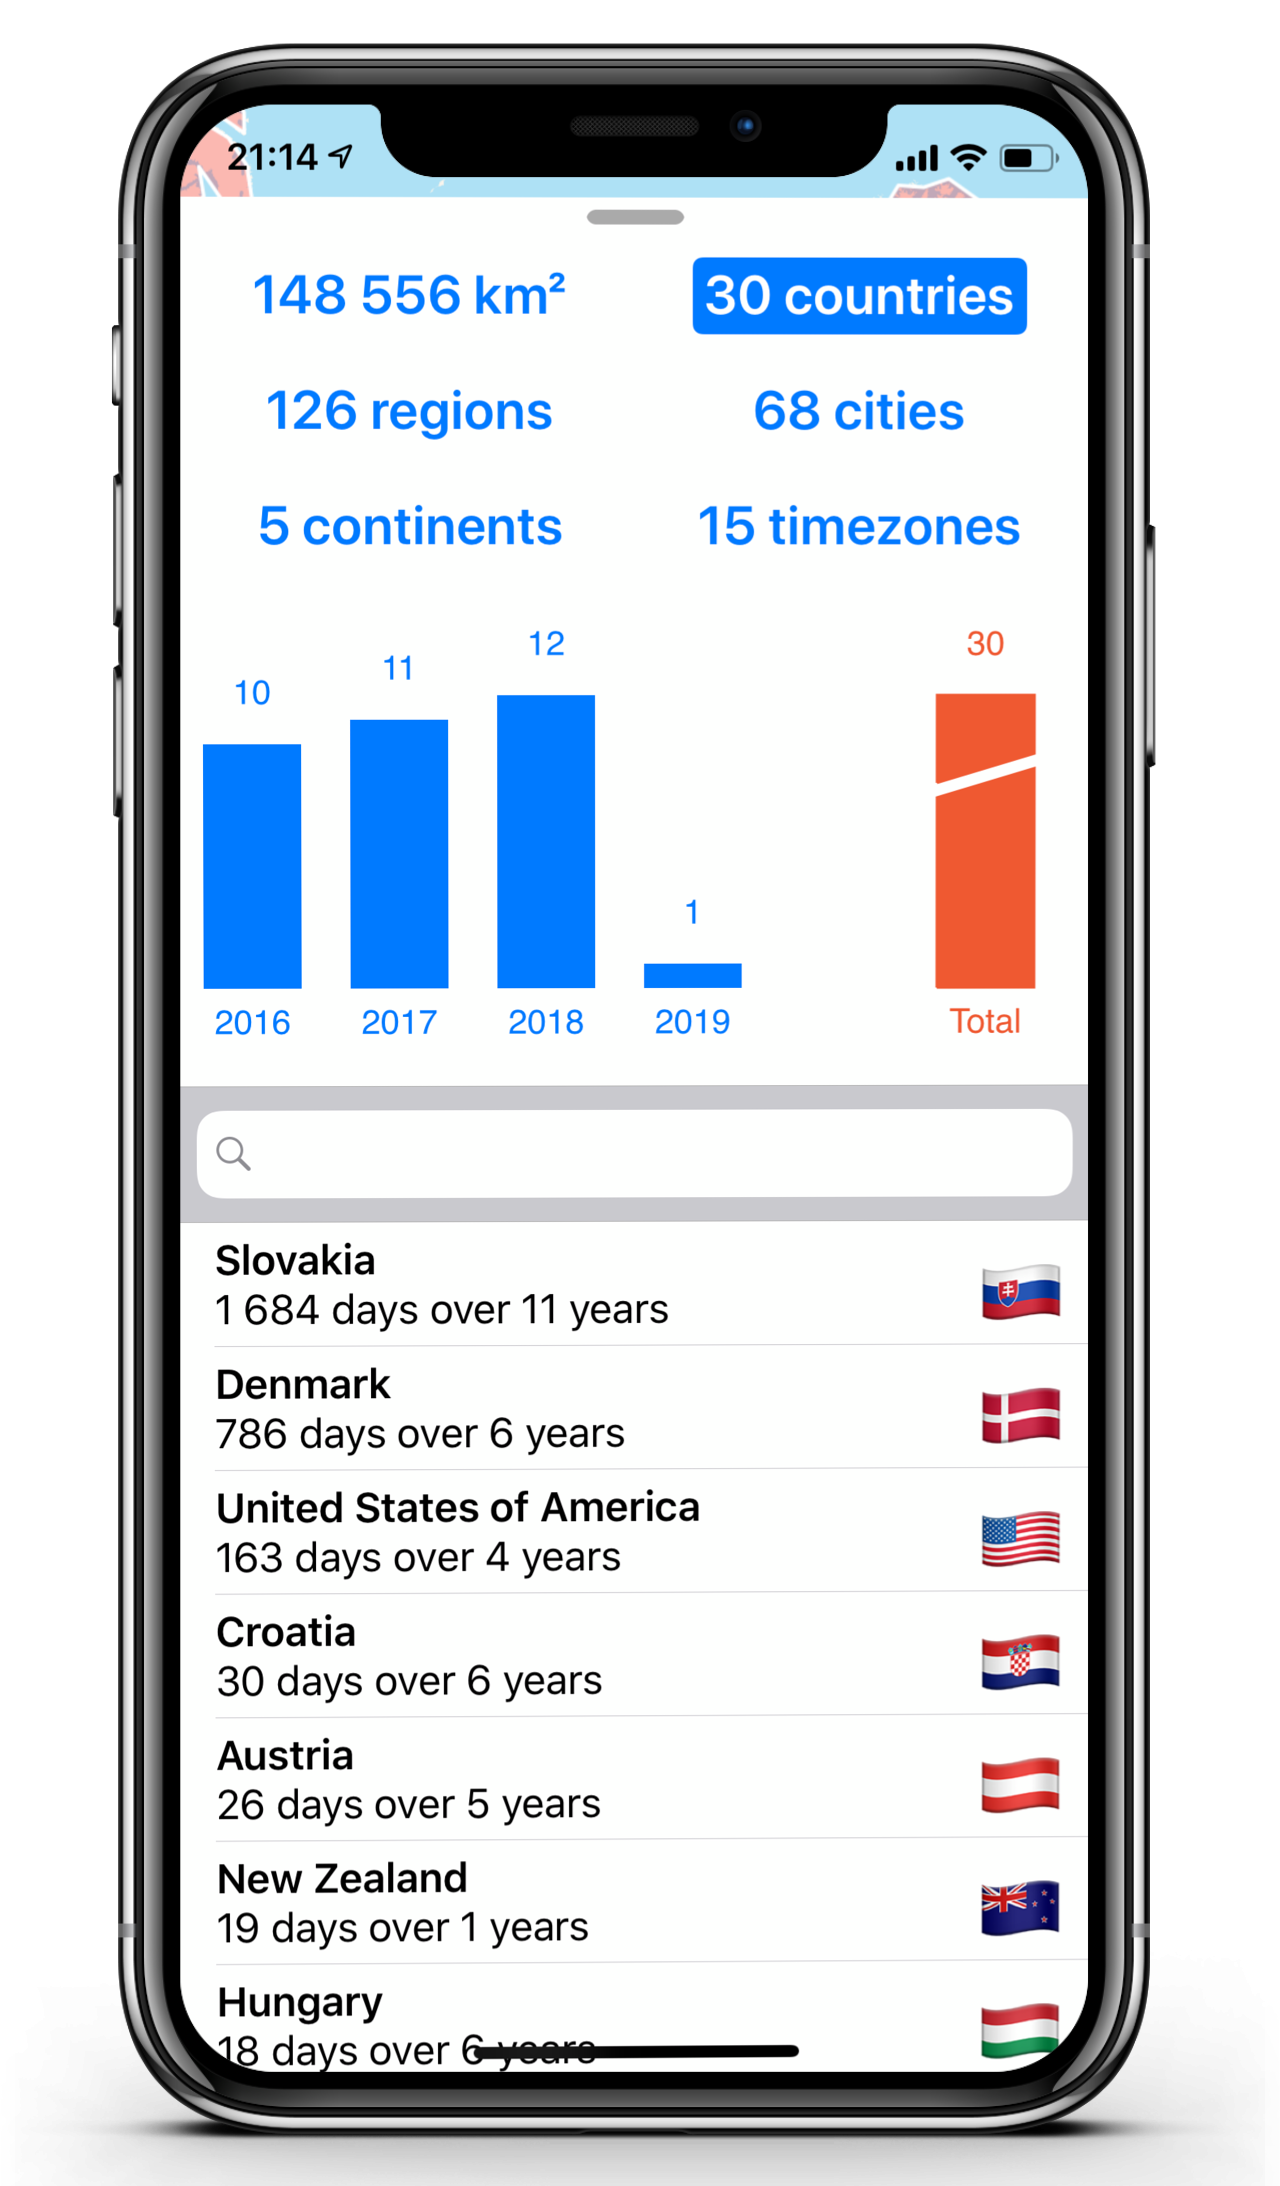 21:14
148 556 km² 30 countries
126 regions 68 cities
5 continents 15 timezones
10 11 12 1 30
2016 2017 2018 2019 Total
Slovakia
1 684 days over 11 years
Denmark
786 days over 6 years
United States of America
163 days over 4 years
Croatia
30 days over 6 years
Austria
26 days over 5 years
New Zealand
19 days over 1 years
Hungary
18 days over 6 years